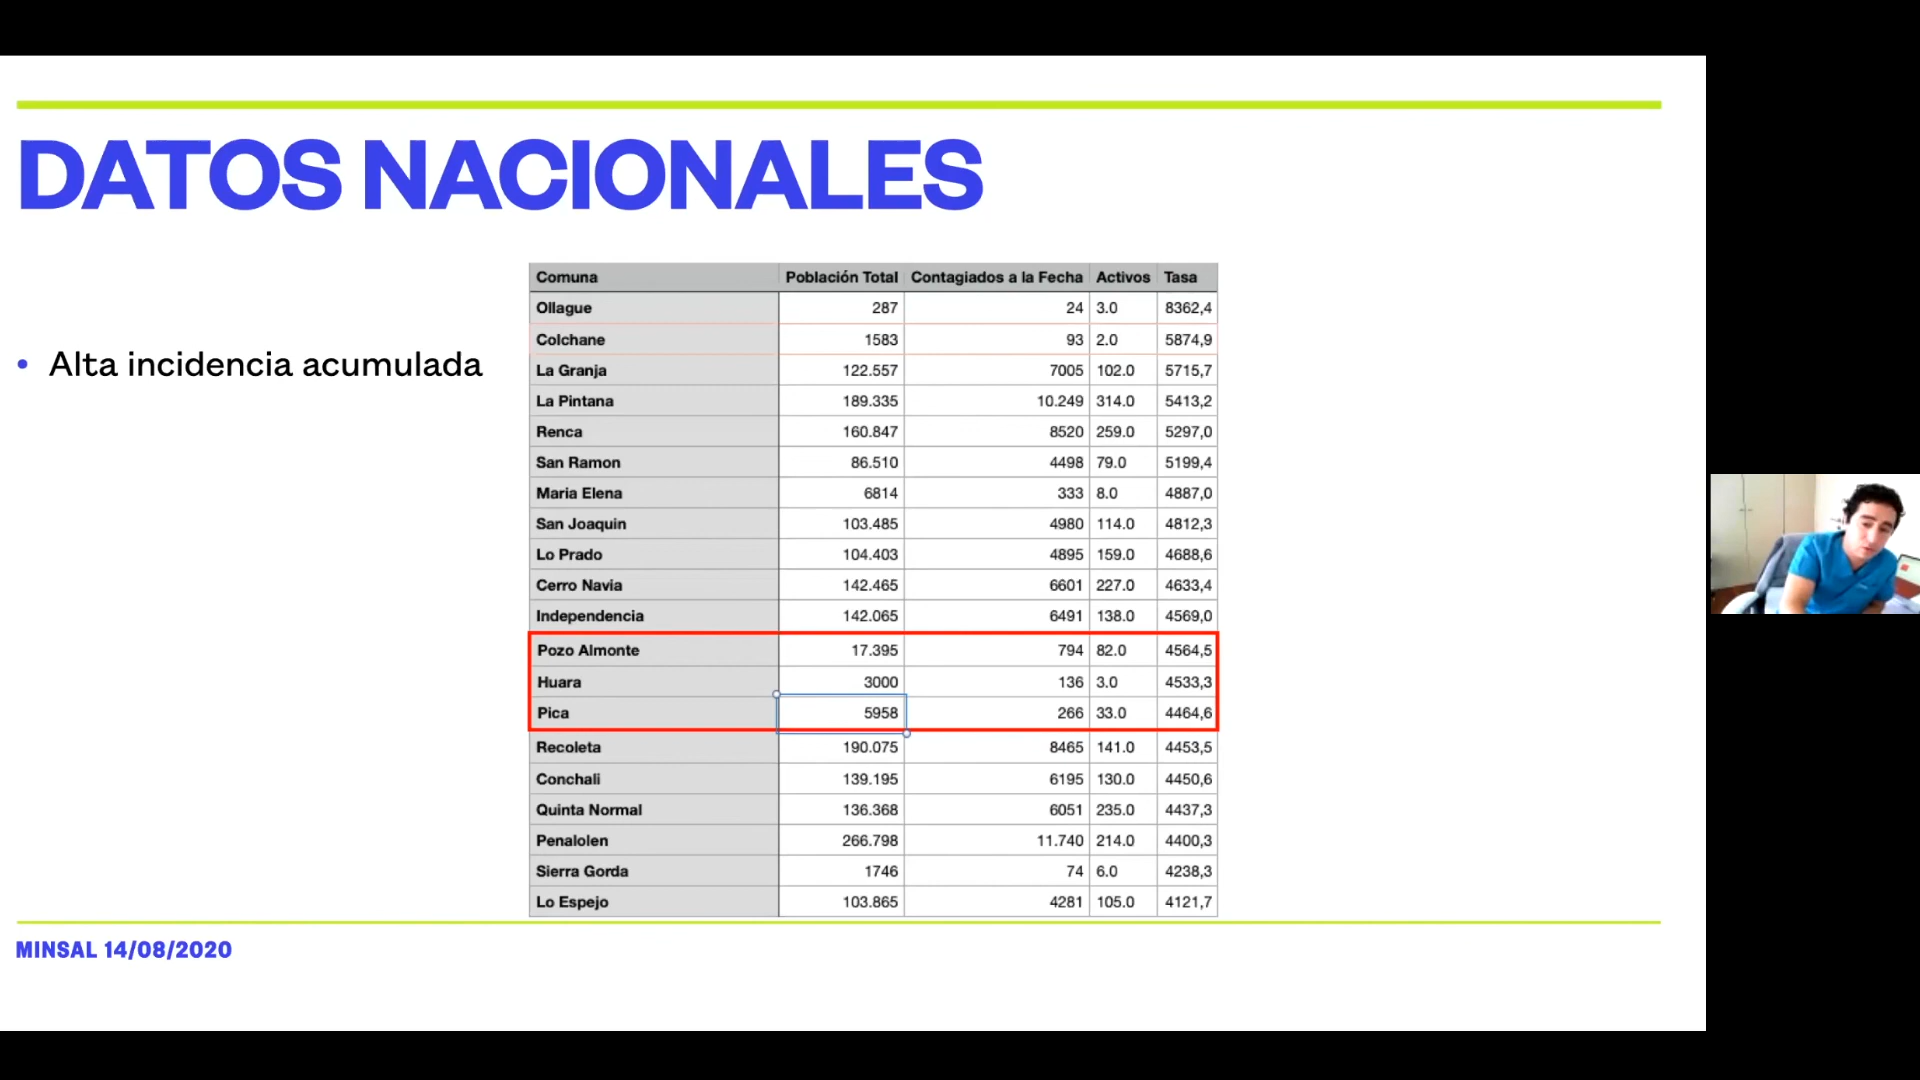 DATOS NACIONALES
• Alta incidencia acumulada
Comuna Población Total Contagiados a la Fecha Activos Tasa
Ollague 287 24 3.0 8362,4
Colchane 1583 93 2.0 5874,9
La Granja 122.557 7005 102.0 5715,7
La Pintana 189.335 10.249 314.0 5413,2
Renca 160.847 8520 259.0 5297,0
San Ramon 86.510 4498 79.0 5199,4
Maria Elena 6814 333 8.0 4887,0
San Joaquin 103.485 4980 114.0 4812,3
Lo Prado 104.403 4895 159.0 4688,6
Cerro Navia 142.465 6601 227.0 4633,4
Independencia 142.065 6491 138.0 4569,0
Pozo Almonte 17.395 794 82.0 4564,5
Huara 3000 136 3.0 4533,3
Pica 5958 266 33.0 4464,6
Recoleta 190.075 8465 141.0 4453,5
Conchali 139.195 6195 130.0 4450,6
Quinta Normal 136.368 6051 235.0 4437,3
Penalolen 266.798 11.740 214.0 4400,3
Sierra Gorda 1746 74 6.0 4238,3
Lo Espejo 103.865 4281 105.0 4121,7
MINSAL 14/08/2020